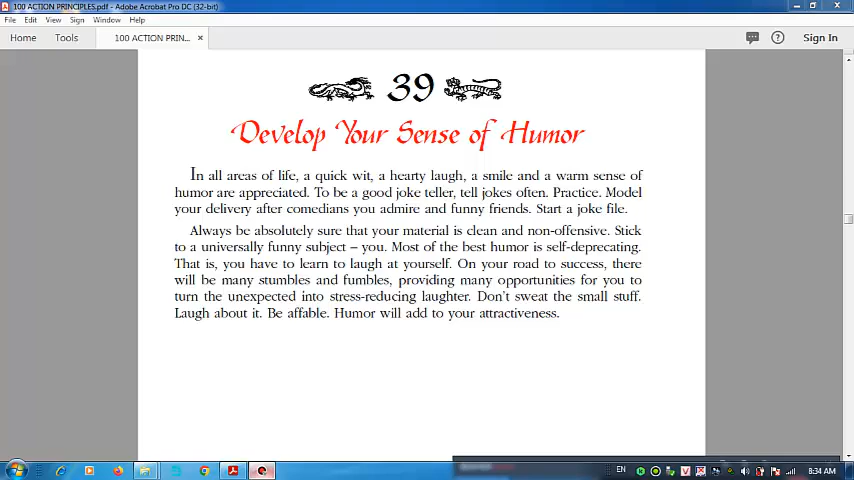 100 ACTION PRINCIPLES.pdf - Adobe Acrobat Pro DC (32-bit)
File Edit View Sign Window Help
Home Tools 100 ACTION PRIN... × Sign In
39
Develop Your Sense of Humor
In all areas of life, a quick wit, a hearty laugh, a smile and a warm sense of
humor are appreciated. To be a good joke teller, tell jokes often. Practice. Model
your delivery after comedians you admire and funny friends. Start a joke file.
Always be absolutely sure that your material is clean and non-offensive. Stick
to a universally funny subject – you. Most of the best humor is self-deprecating.
That is, you have to learn to laugh at yourself. On your road to success, there
will be many stumbles and fumbles, providing many opportunities for you to
turn the unexpected into stress-reducing laughter. Don't sweat the small stuff.
Laugh about it. Be affable. Humor will add to your attractiveness.
EN 8:34 AM